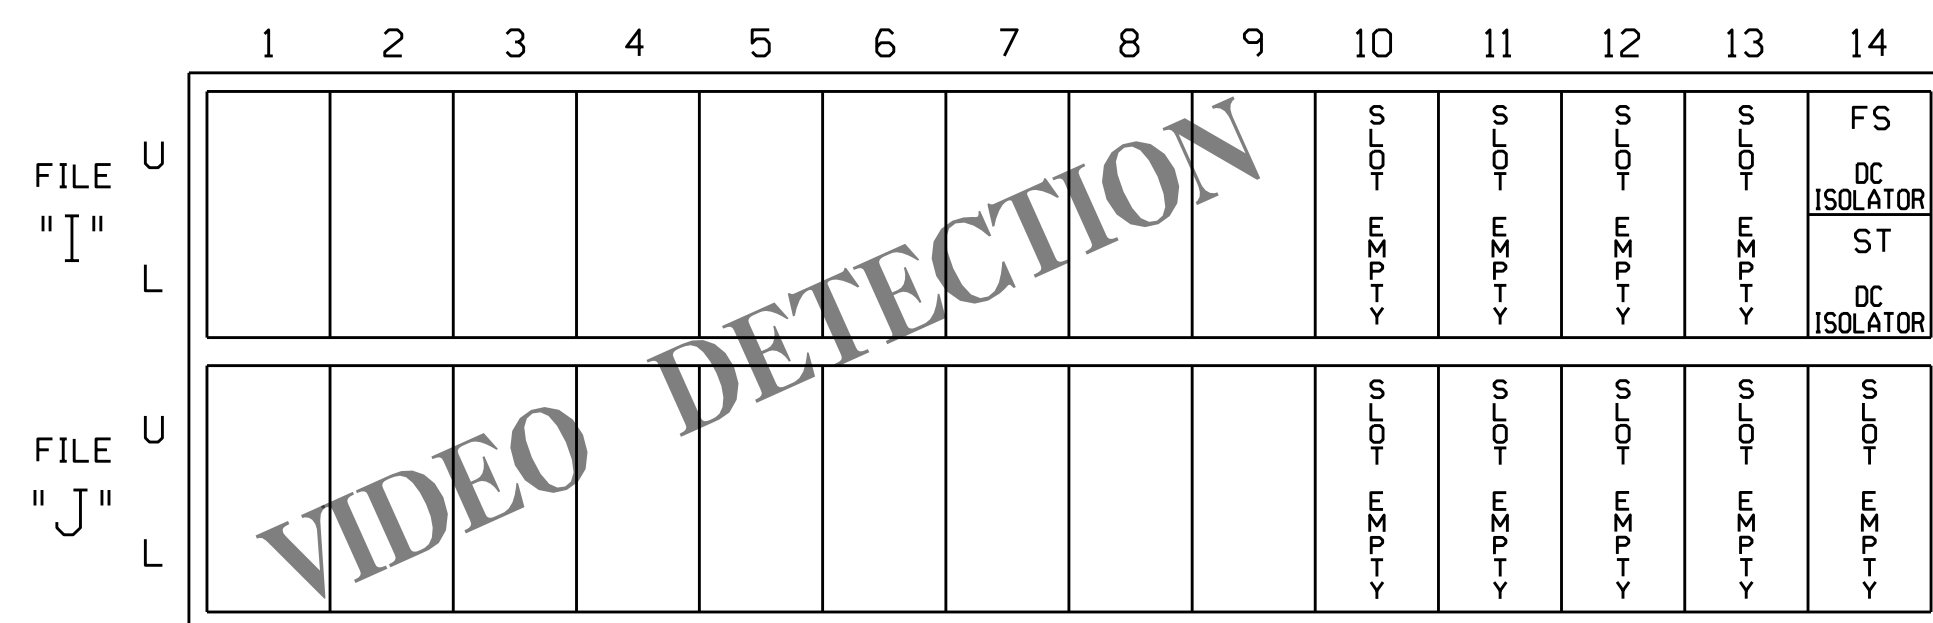 1 2 3 4 5 6 7 8 9 10 11 12 13 14
FILE
"I"
U
L
SLOT EMPTY
SLOT EMPTY
SLOT EMPTY
SLOT EMPTY
FS
DC
ISOLATOR
ST
DC
ISOLATOR
VIDEO DETECTION
FILE
"J"
U
L
SLOT EMPTY
SLOT EMPTY
SLOT EMPTY
SLOT EMPTY
SLOT EMPTY